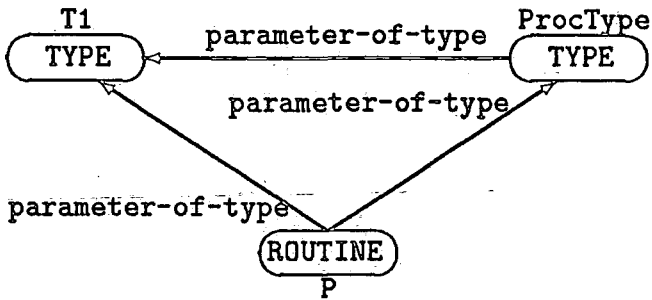 T1
ProcType
parameter-of-type
TYPE
TYPE
parameter-of-type
parameter-of-type
ROUTINE
P